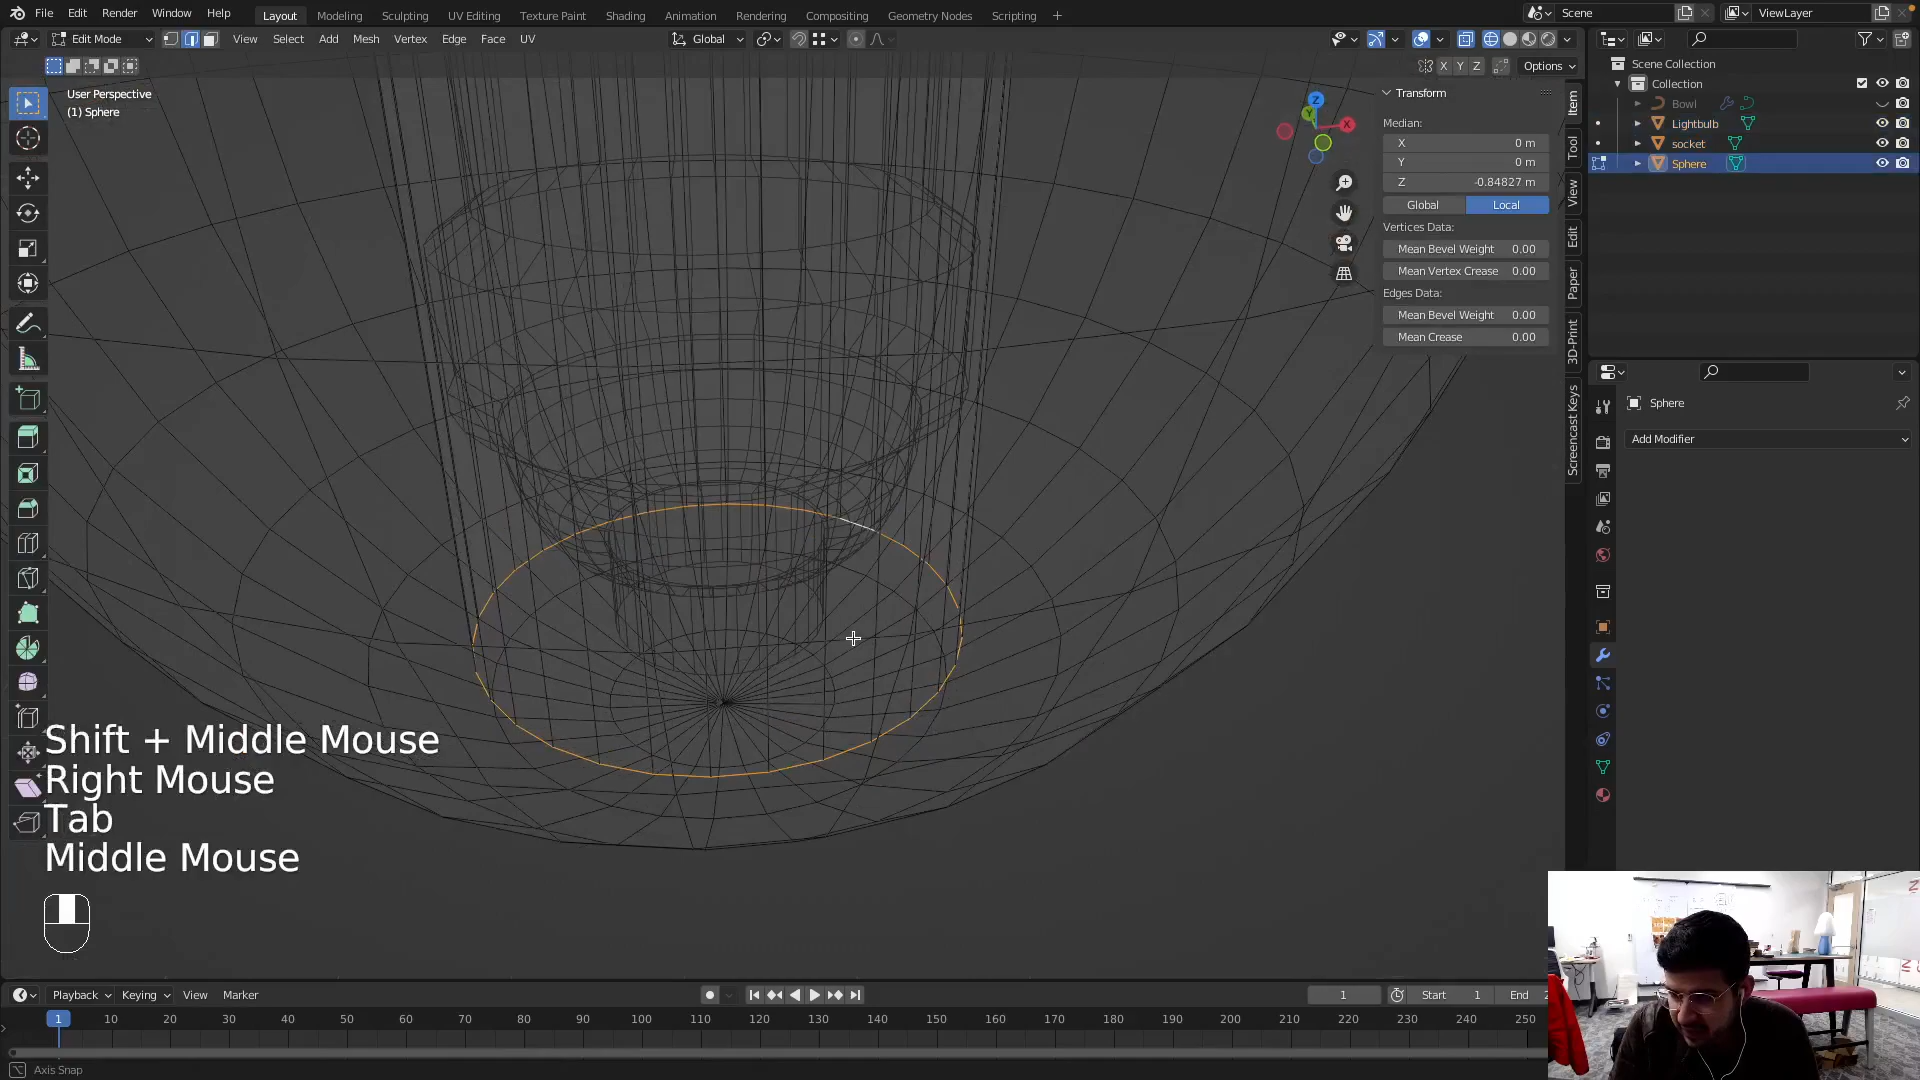 File Edit Render Window Help
Layout Modeling Sculpting UV Editing Texture Paint Shading Animation Rendering Compositing Geometry Nodes Scripting +
Scene
ViewLayer
Edit Mode View Select Add Mesh Vertex Edge Face UV
Global
X Y Z Options
User Perspective
(1) Sphere
Z
Y
X
Transform
Median:
X 0 m
Y 0 m
Z -0.84827 m
Global Local
Vertices Data:
Mean Bevel Weight 0.00
Mean Vertex Crease 0.00
Edges Data:
Mean Bevel Weight 0.00
Mean Crease 0.00
Item
Tool
View
Edit
Paper
3D-Print
Screencast Keys
Scene Collection
Collection
Bowl
Lightbulb
socket
Sphere
Sphere
Add Modifier
Shift + Middle Mouse
Right Mouse
Tab
Middle Mouse
Playback Keying View Marker
1 Start 1 End 2
1 10 20 30 40 50 60 70 80 90 100 110 120 130 140 150 160 170 180 190 200 210 220 230 240 250
Axis Snap